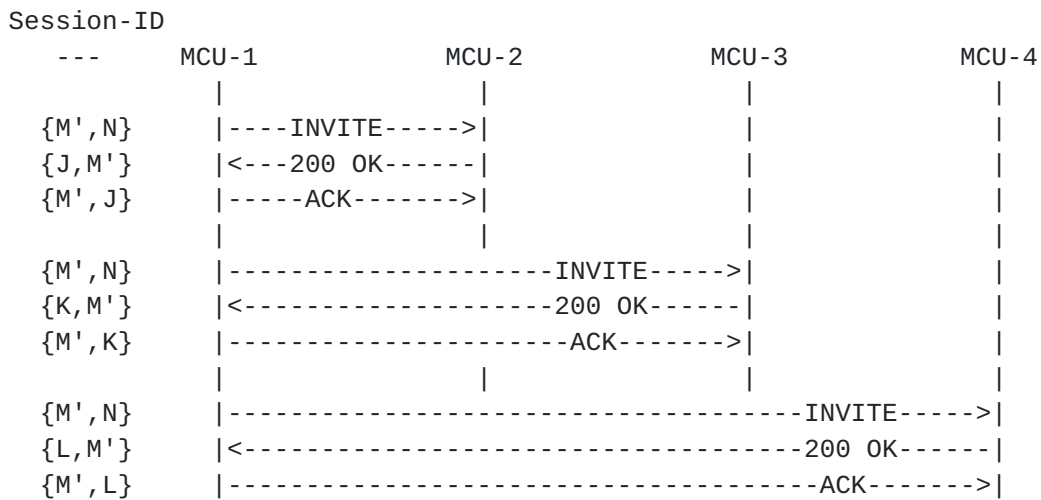 Session-ID
---     MCU-1            MCU-2            MCU-3           MCU-4
|                |                |               |
{M',N}     |----INVITE----->|                |               |
{J,M'}     |<---200 OK------|                |               |
{M',J}     |-----ACK------->|                |               |
|                |                |               |
{M',N}     |---------------------INVITE----->|               |
{K,M'}     |<--------------------200 OK------|               |
{M',K}     |----------------------ACK------->|               |
|                |                |               |
{M',N}     |-------------------------------------INVITE----->|
{L,M'}     |<------------------------------------200 OK------|
{M',L}     |--------------------------------------ACK------->|